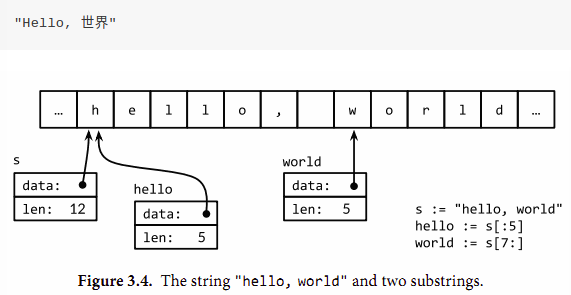 "Hello, 世界"
… h e l l o , w o r l d …
s
data:
len: 12
hello
data:
len: 5
world
data:
len: 5
s := "hello, world"
hello := s[:5]
world := s[7:]
Figure 3.4. The string "hello, world" and two substrings.